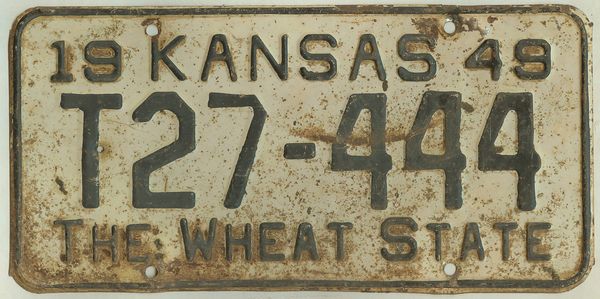 19 KANSAS 49
T27-444
THE WHEAT STATE